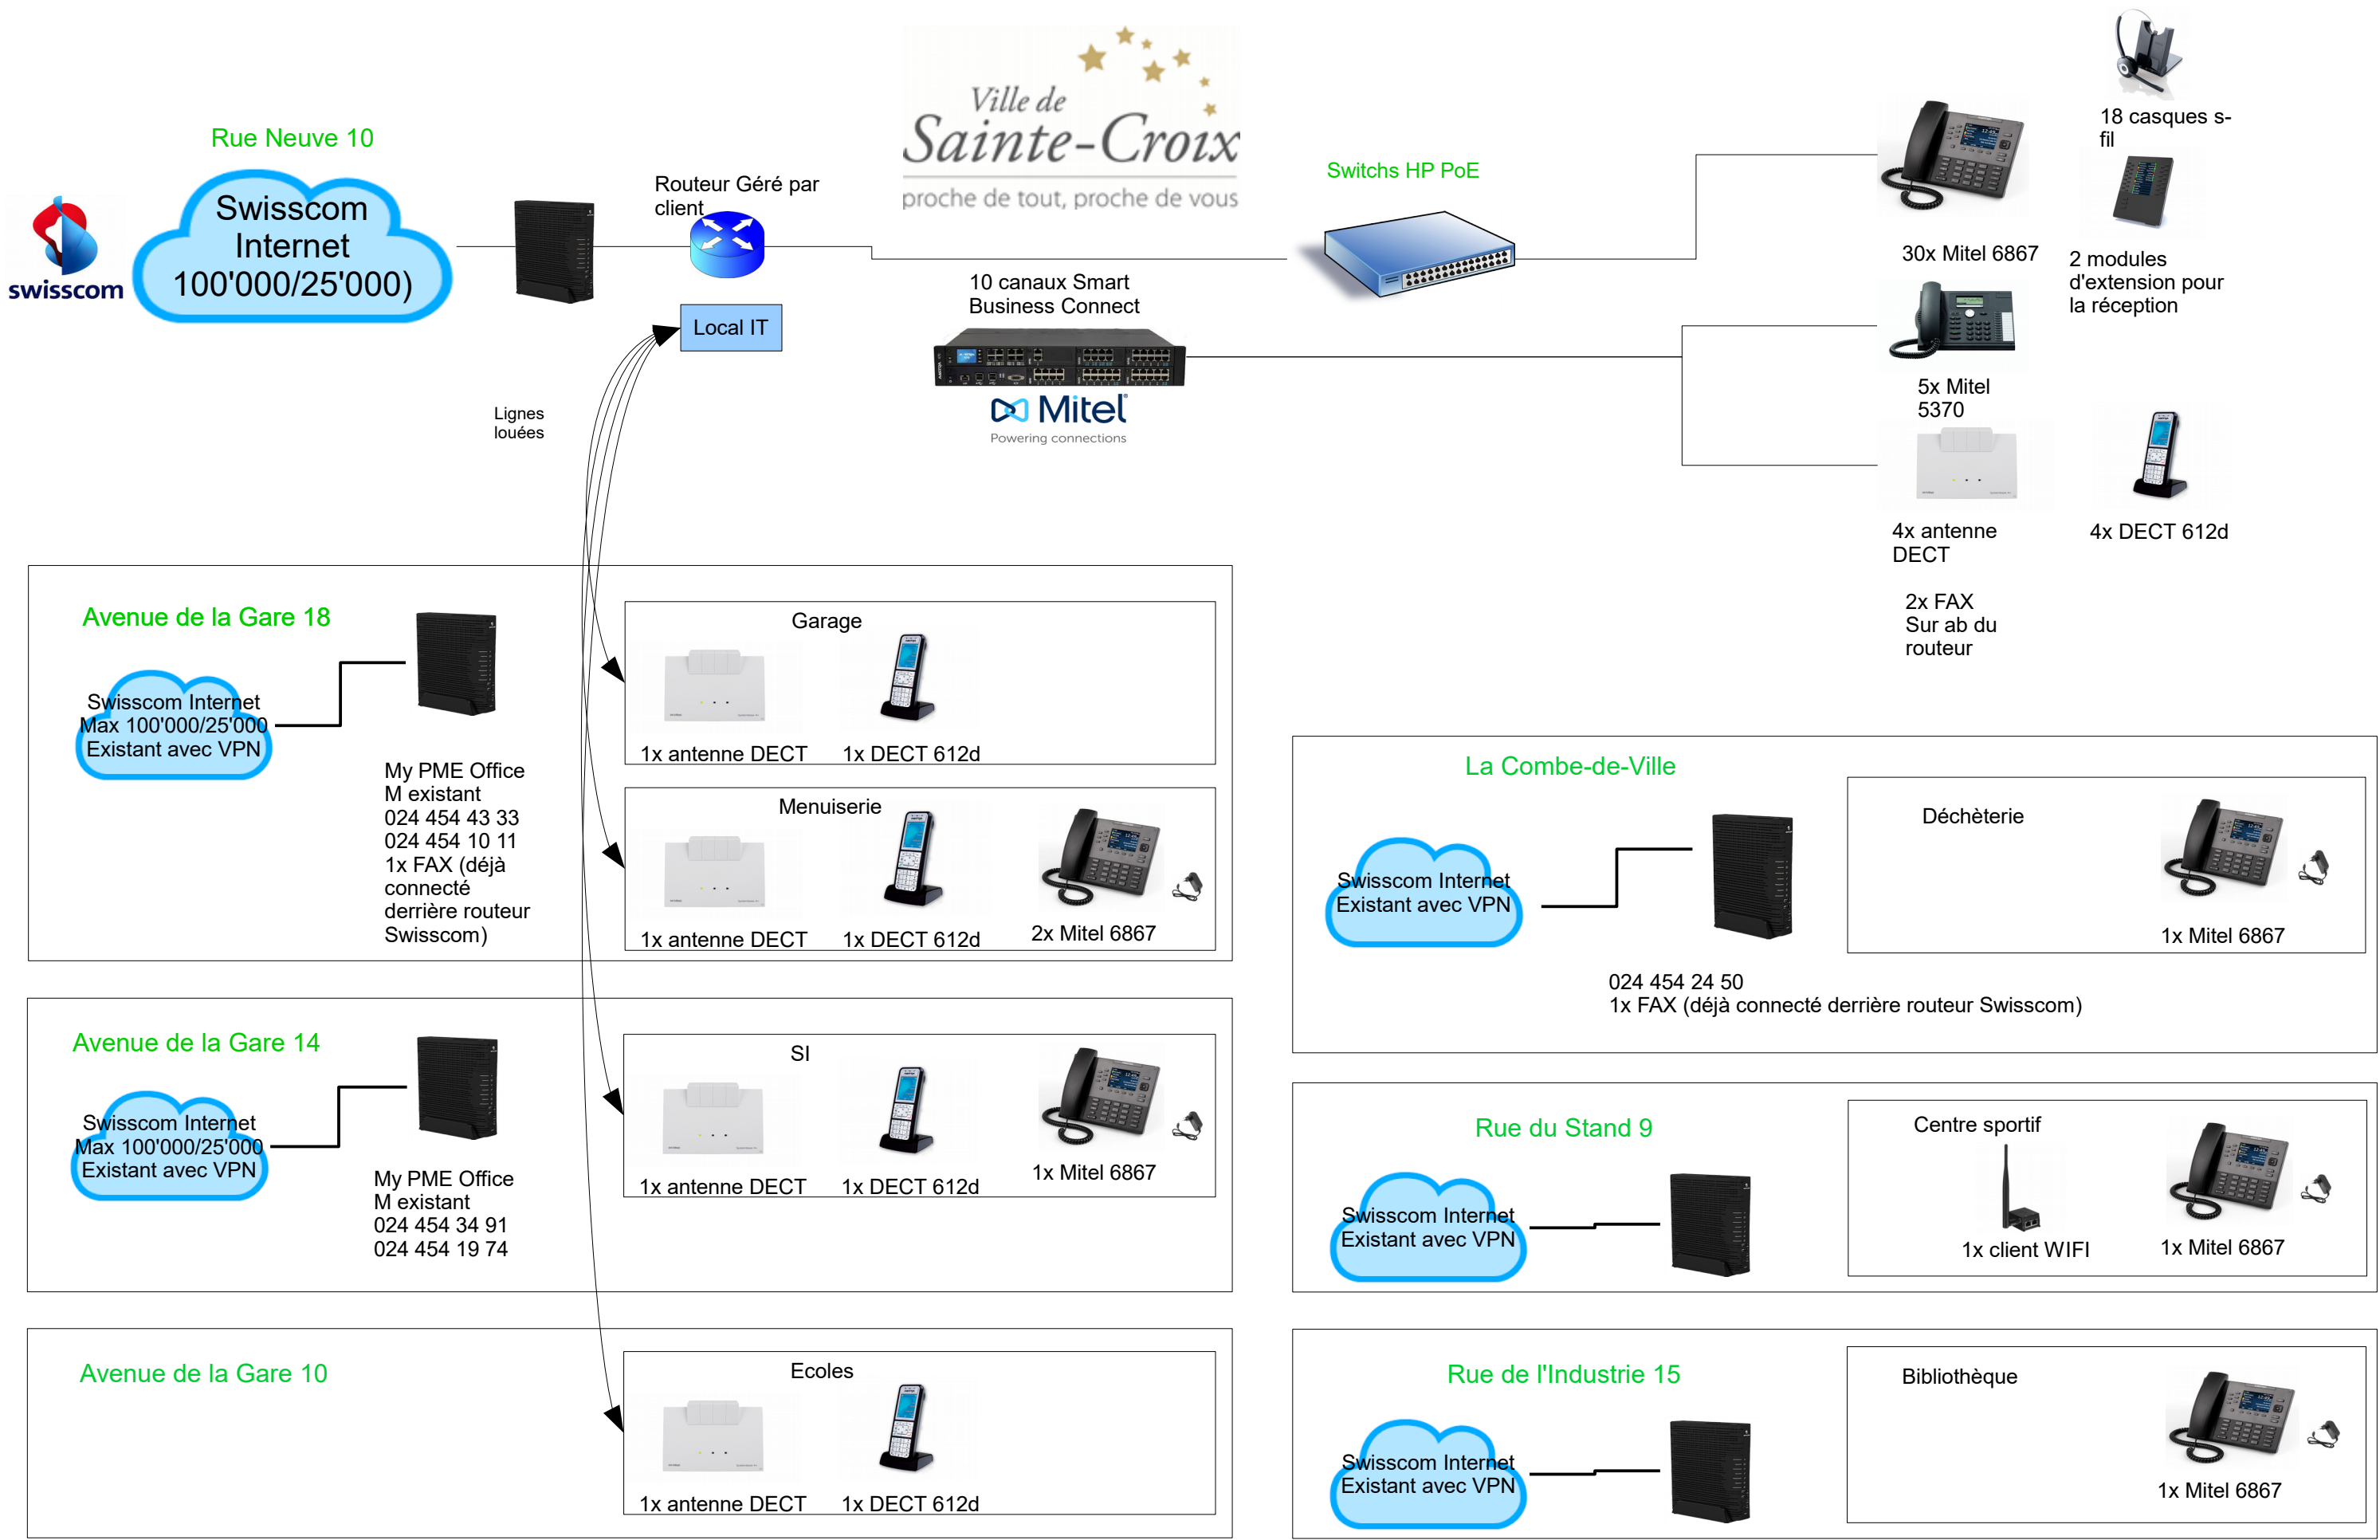 Ville de
Sainte-Croix
proche de tout, proche de vous
Rue Neuve 10
swisscom
Swisscom
Internet
100'000/25'000)
Routeur Géré par
client
Local IT
Lignes
louées
10 canaux Smart
Business Connect
Mitel
Powering connections
Switchs HP PoE
18 casques s-
fil
30x Mitel 6867
2 modules
d'extension pour
la réception
5x Mitel
5370
4x antenne
DECT
4x DECT 612d
2x FAX
Sur ab du
routeur
Avenue de la Gare 18
Swisscom Internet
Max 100'000/25'000
Existant avec VPN
My PME Office
M existant
024 454 43 33
024 454 10 11
1x FAX (déjà
connecté
derrière routeur
Swisscom)
Garage
1x antenne DECT
1x DECT 612d
Menuiserie
1x antenne DECT
1x DECT 612d
2x Mitel 6867
Avenue de la Gare 14
Swisscom Internet
Max 100'000/25'000
Existant avec VPN
My PME Office
M existant
024 454 34 91
024 454 19 74
SI
1x antenne DECT
1x DECT 612d
1x Mitel 6867
Avenue de la Gare 10
Ecoles
1x antenne DECT
1x DECT 612d
La Combe-de-Ville
Swisscom Internet
Existant avec VPN
024 454 24 50
1x FAX (déjà connecté derrière routeur Swisscom)
Déchèterie
1x Mitel 6867
Rue du Stand 9
Swisscom Internet
Existant avec VPN
Centre sportif
1x client WIFI
1x Mitel 6867
Rue de l'Industrie 15
Swisscom Internet
Existant avec VPN
Bibliothèque
1x Mitel 6867